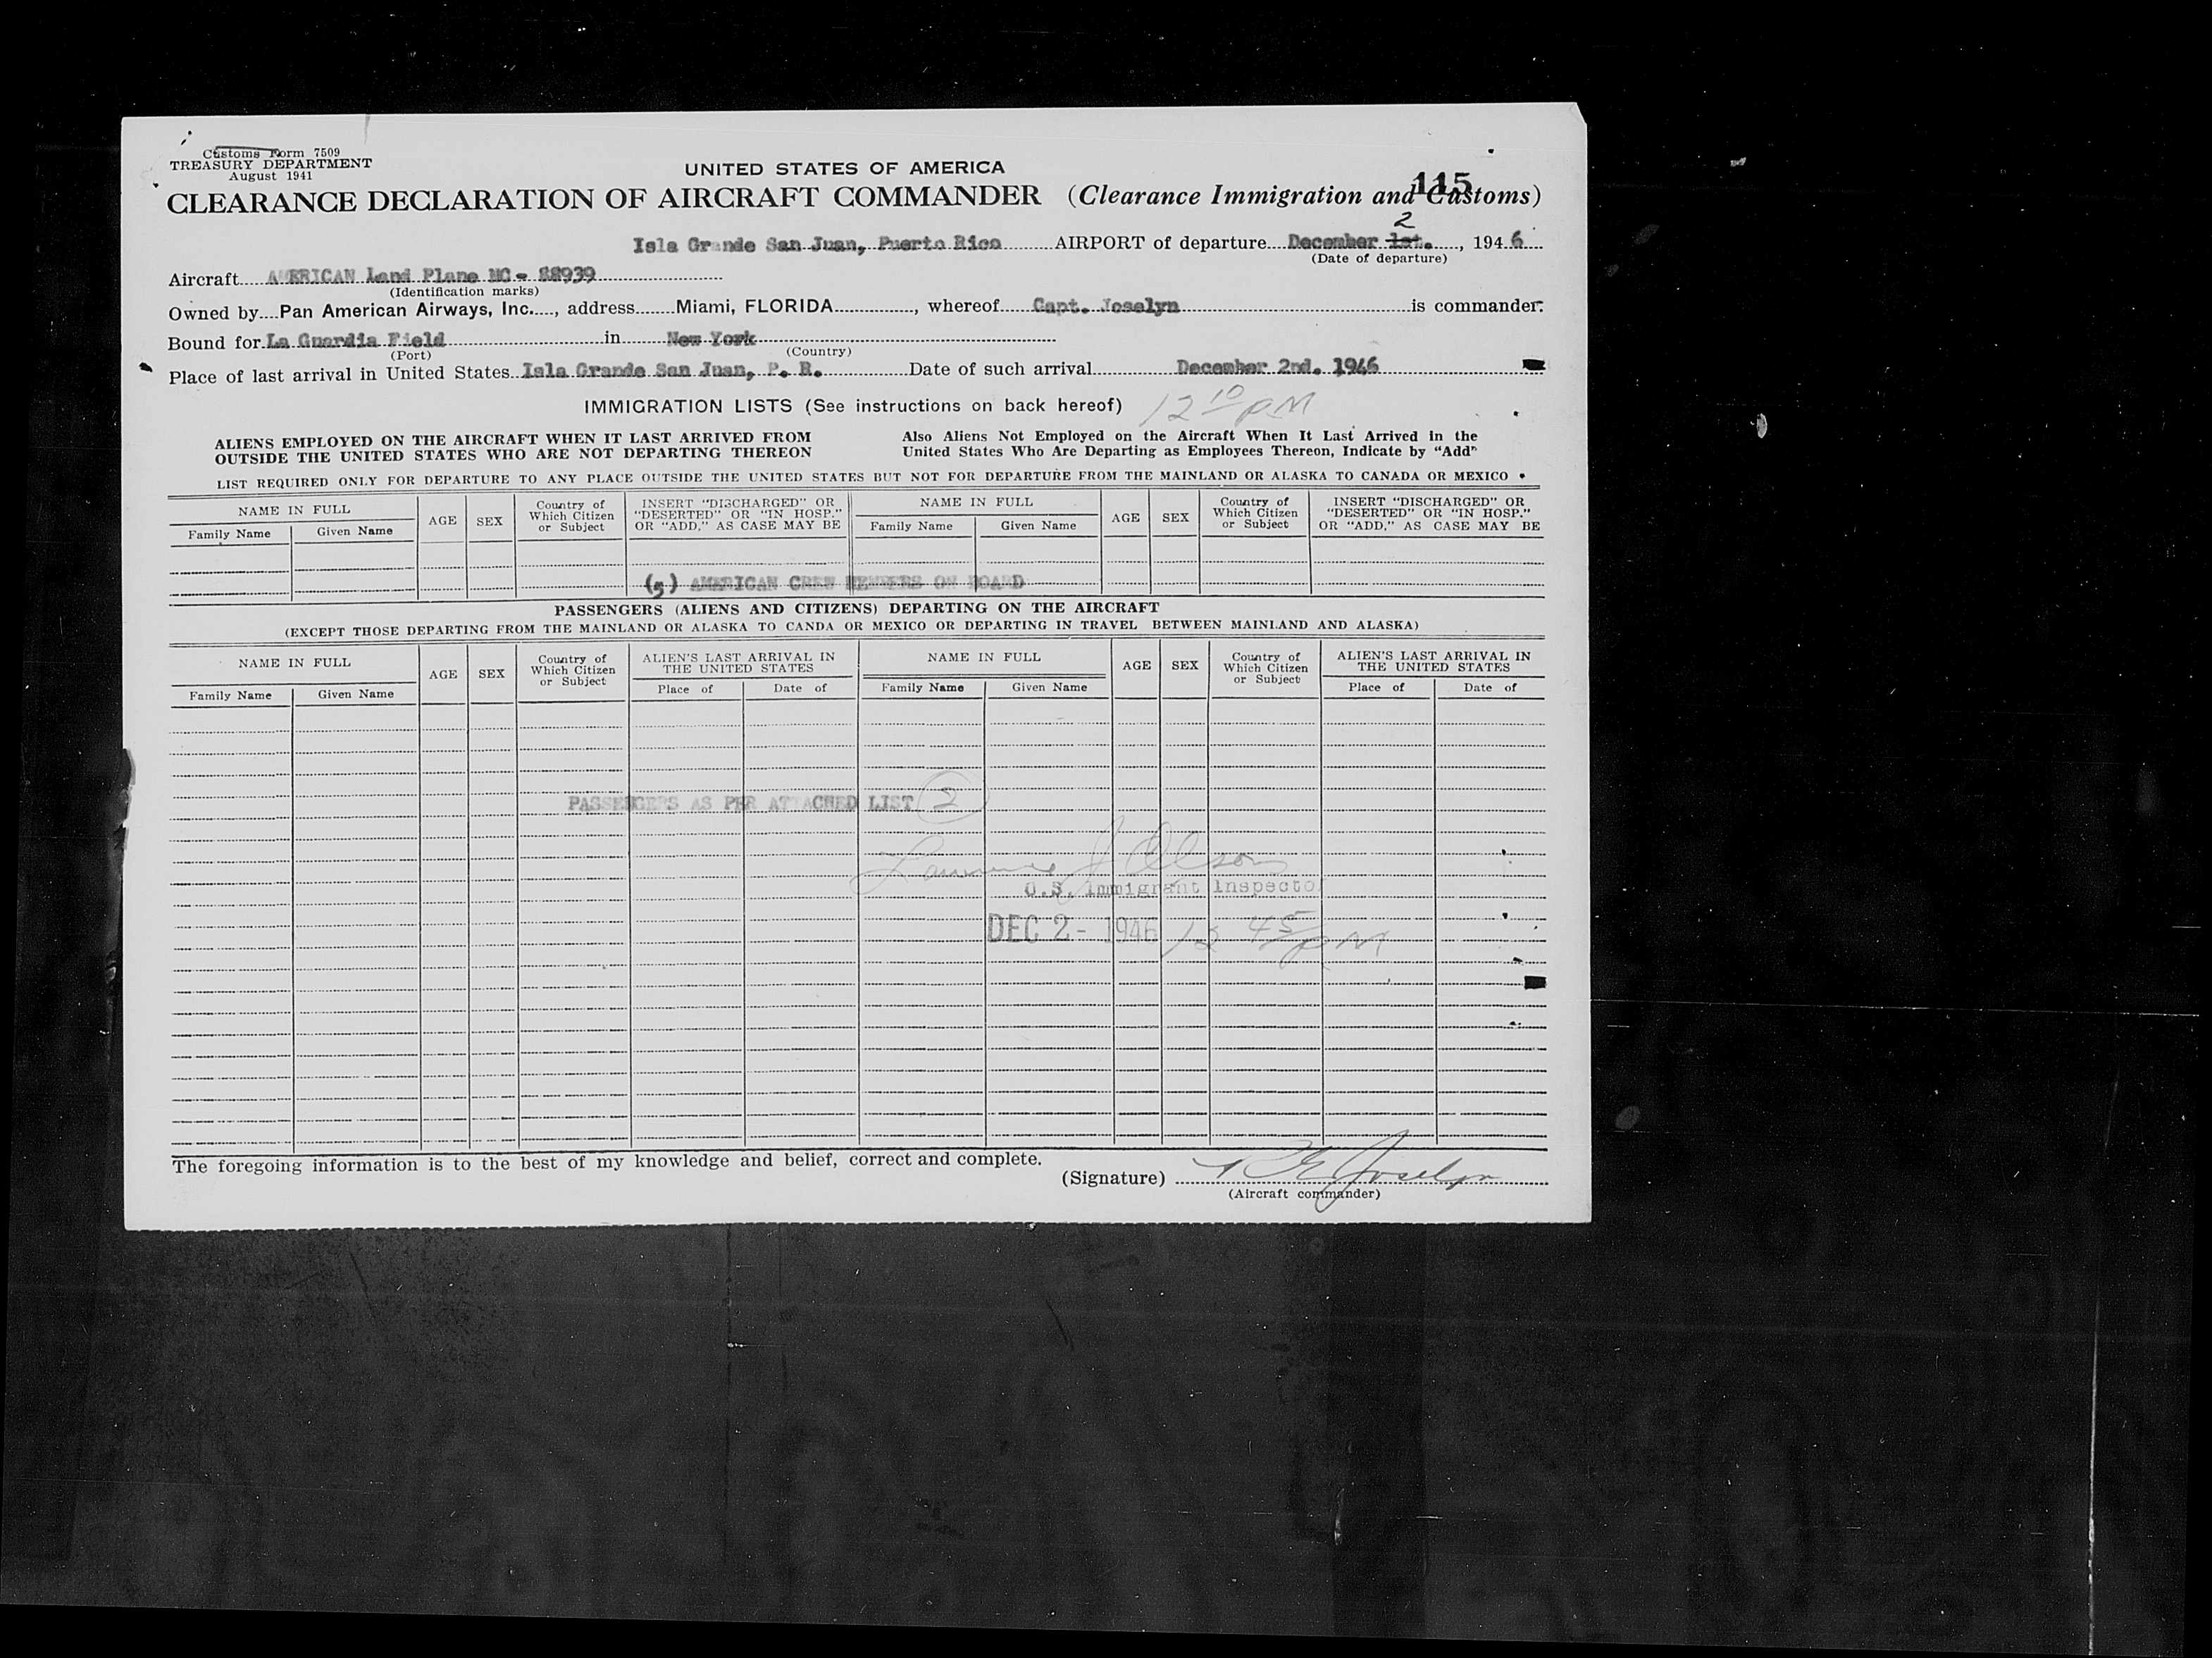 Customs Form 7509
TREASURY DEPARTMENT
August 1941
UNITED STATES OF AMERICA
115
CLEARANCE DECLARATION OF AIRCRAFT COMMANDER (Clearance Immigration and Customs)
2
Isla Grande San Juan, Puerto Rico AIRPORT of departure December 1st. , 1946
(Date of departure)
Aircraft AMERICAN Land Plane NC - 88939
(Identification marks)
Owned by Pan American Airways, Inc. , address Miami, FLORIDA , whereof Capt. Joselyn is commander.
Bound for La Guardia Field in New York
(Port) (Country)
Place of last arrival in United States Isla Grande San Juan, P. R. Date of such arrival December 2nd. 1946
IMMIGRATION LISTS (See instructions on back hereof) 12 10 PM
ALIENS EMPLOYED ON THE AIRCRAFT WHEN IT LAST ARRIVED FROM
OUTSIDE THE UNITED STATES WHO ARE NOT DEPARTING THEREON
Also Aliens Not Employed on the Aircraft When It Last Arrived in the
United States Who Are Departing as Employees Thereon, Indicate by "Add"
LIST REQUIRED ONLY FOR DEPARTURE TO ANY PLACE OUTSIDE THE UNITED STATES BUT NOT FOR DEPARTURE FROM THE MAINLAND OR ALASKA TO CANADA OR MEXICO
NAME IN FULL
Family Name Given Name
AGE
SEX
Country of
Which Citizen
or Subject
INSERT "DISCHARGED" OR
"DESERTED" OR "IN HOSP."
OR "ADD," AS CASE MAY BE
NAME IN FULL
Family Name Given Name
AGE
SEX
Country of
Which Citizen
or Subject
INSERT "DISCHARGED" OR
"DESERTED" OR "IN HOSP."
OR "ADD," AS CASE MAY BE
(5) AMERICAN CREW MEMBERS ON BOARD
PASSENGERS (ALIENS AND CITIZENS) DEPARTING ON THE AIRCRAFT
(EXCEPT THOSE DEPARTING FROM THE MAINLAND OR ALASKA TO CANDA OR MEXICO OR DEPARTING IN TRAVEL BETWEEN MAINLAND AND ALASKA)
NAME IN FULL
Family Name Given Name
AGE
SEX
Country of
Which Citizen
or Subject
ALIEN'S LAST ARRIVAL IN
THE UNITED STATES
Place of Date of
NAME IN FULL
Family Name Given Name
AGE
SEX
Country of
Which Citizen
or Subject
ALIEN'S LAST ARRIVAL IN
THE UNITED STATES
Place of Date of
PASSENGERS AS PER ATTACHED LIST 2
J Olson
U.S. Immigrant Inspector
DEC 2 - 1946 12 45 PM
The foregoing information is to the best of my knowledge and belief, correct and complete.
(Signature) Joselyn
(Aircraft commander)